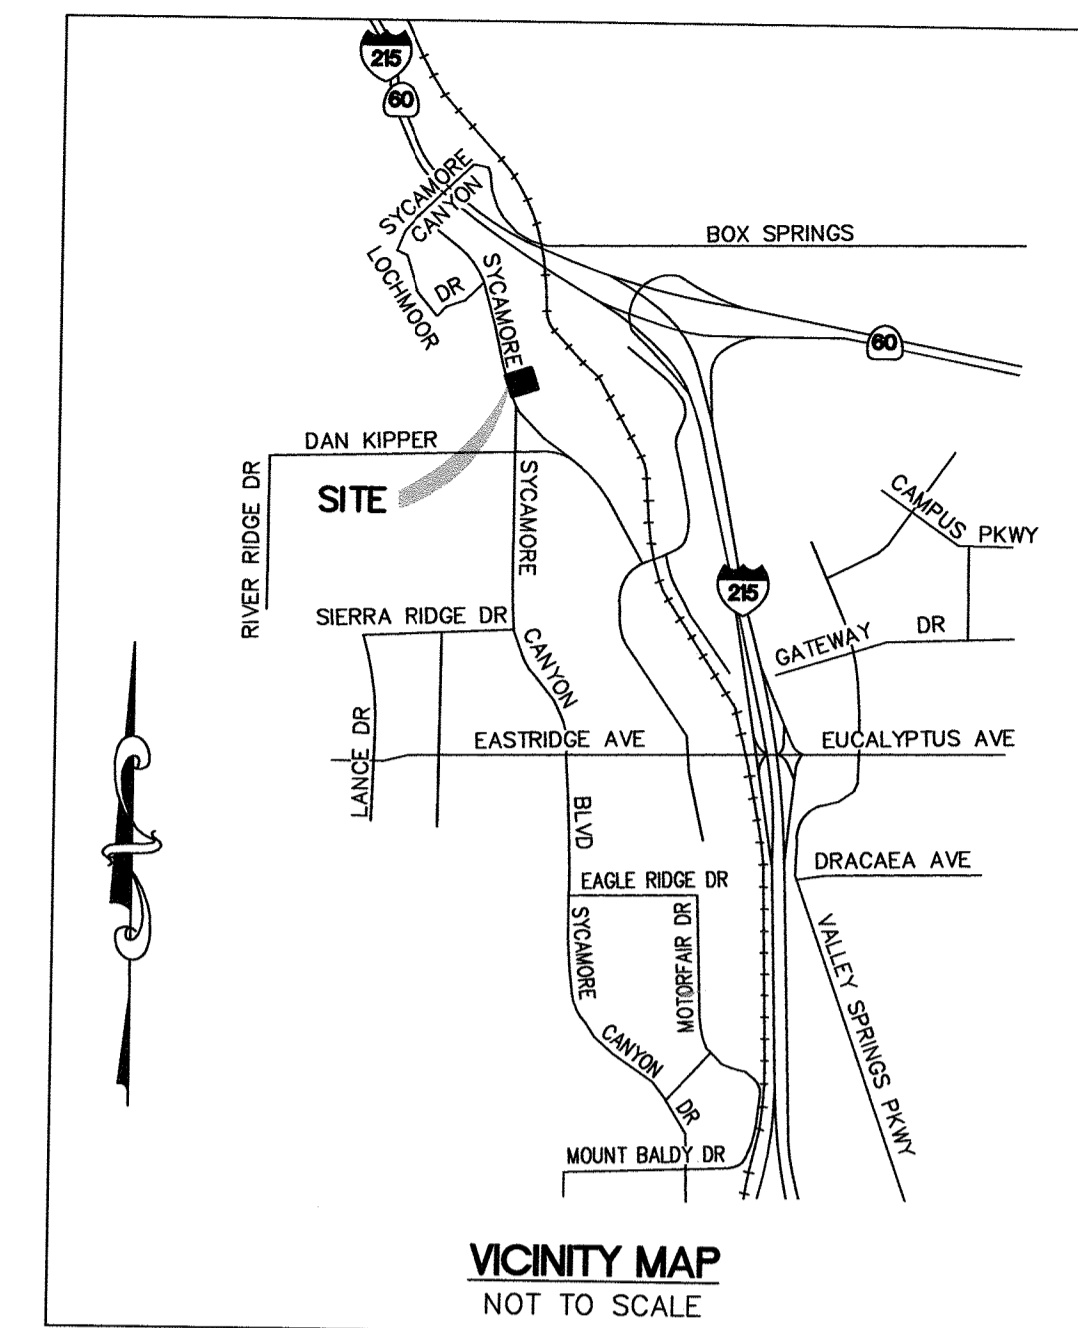 215
60
SYCAMORE
CANYON
BOX SPRINGS
LOCHMOOR
DR
SYCAMORE
60
DAN KIPPER
RIVER RIDGE DR
SITE
SYCAMORE
CAMPUS PKWY
215
SIERRA RIDGE DR
GATEWAY DR
CANYON
LANCE DR
EASTRIDGE AVE
EUCALYPTUS AVE
BLVD
DRACAEA AVE
EAGLE RIDGE DR
SYCAMORE
MOTORFAIR DR
VALLEY SPRINGS PKWY
CANYON
DR
MOUNT BALDY DR
VICINITY MAP
NOT TO SCALE